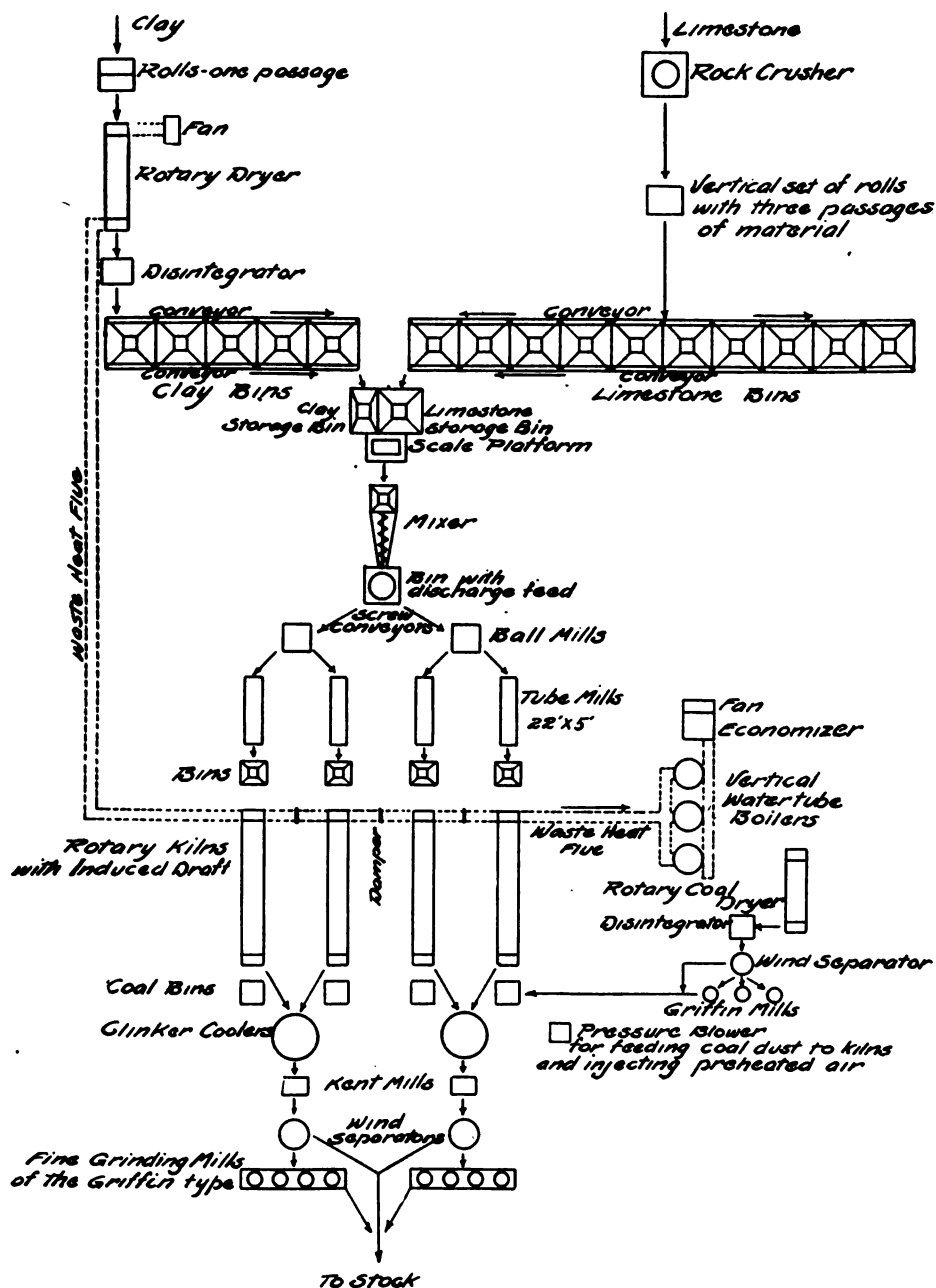 Clay
Limestone
Rolls-one passage
Rock Crusher
Fan
Rotary Dryer
Vertical set of rolls
with three passages
of material
Disintegrator
Conveyor
Conveyor
Conveyor
Conveyor
Clay Bins
Limestone Bins
Clay
Storage Bin
Limestone
Storage Bin
Scale Platform
Waste Heat Flue
Mixer
Bin with
discharge feed
Screw
Conveyors
Ball Mills
Tube Mills
22'x5'
Fan
Economizer
Bins
Vertical
Watertube
Boilers
Waste Heat
Flue
Rotary Kilns
with Induced Draft
Damper
Rotary Coal
Dryer
Disintegrator
Wind Separator
Coal Bins
Griffin Mills
Clinker Coolers
Pressure Blower
for feeding coal dust to kilns
and injecting preheated air
Kent Mills
Wind
Separators
Fine Grinding Mills
of The Griffin type
To Stock